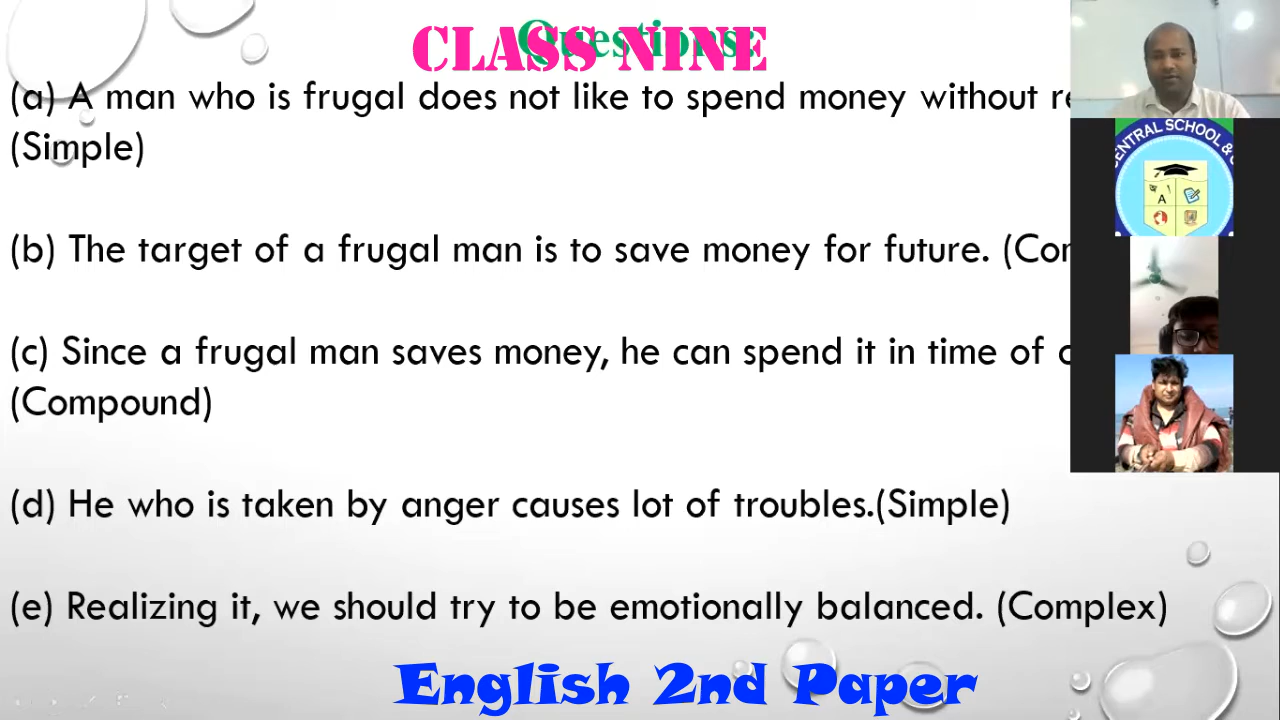 Questions:
CLASS NINE
(a) A man who is frugal does not like to spend money without
(Simple)
(b) The target of a frugal man is to save money for future.
(c) Since a frugal man saves money, he can spend it in time of
(Compound)
(d) He who is taken by anger causes lot of troubles.(Simple)
(e) Realizing it, we should try to be emotionally balanced. (Complex)
English 2nd Paper
CENTRAL SCHOOL &
অ
A